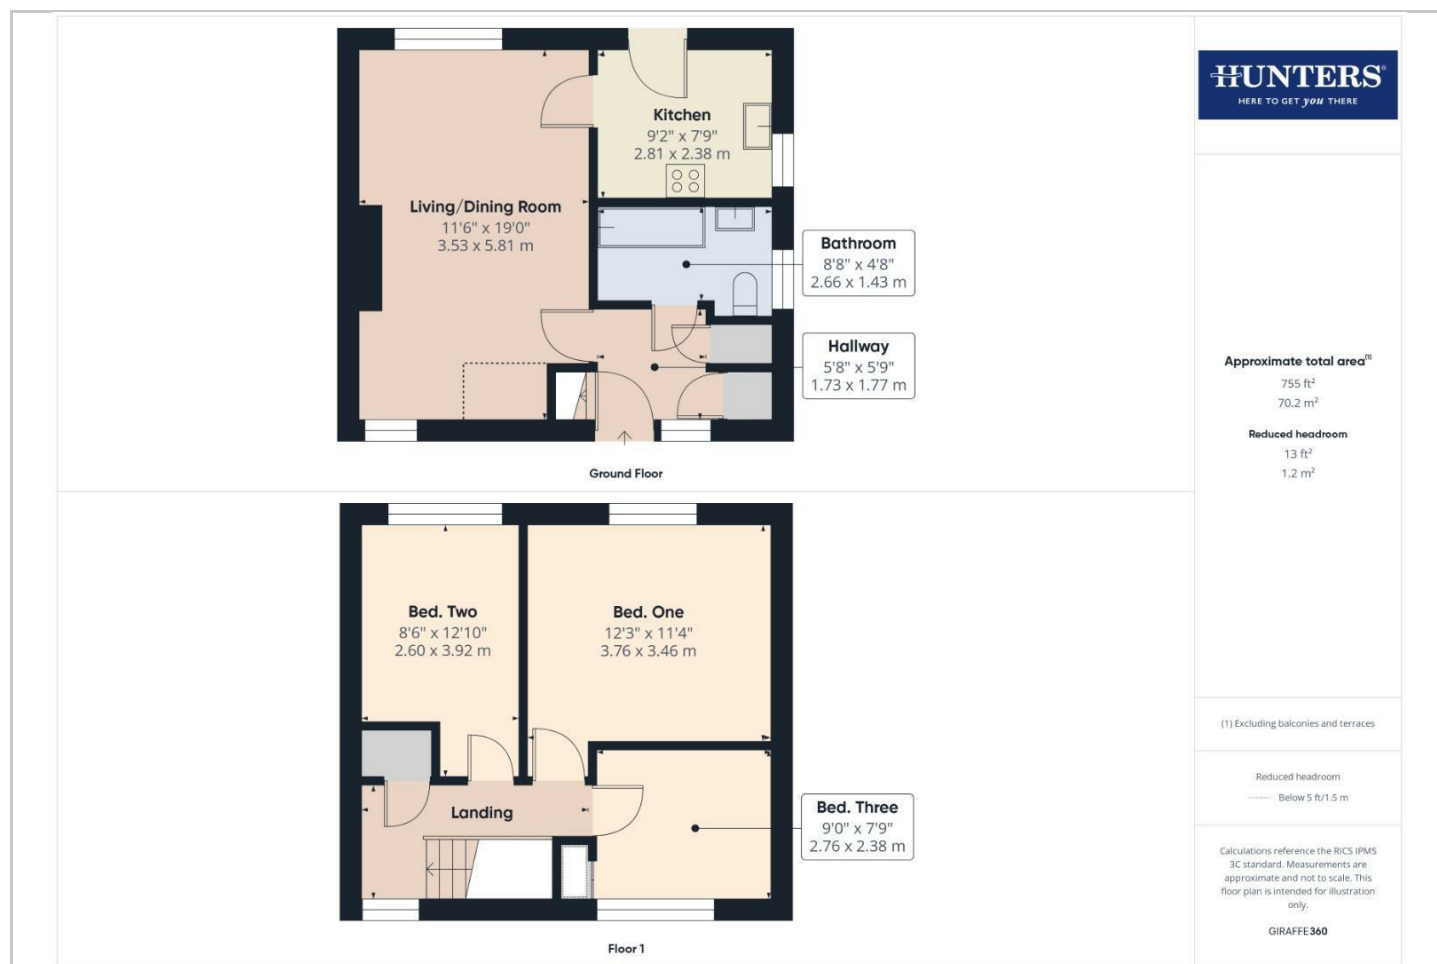 Kitchen
9'2" x 7'9"
2.81 x 2.38 m
Living/Dining Room
11'6" x 19'0"
3.53 x 5.81 m
Bathroom
8'8" x 4'8"
2.66 x 1.43 m
Hallway
5'8" x 5'9"
1.73 x 1.77 m
Ground Floor
Bed. Two
8'6" x 12'10"
2.60 x 3.92 m
Bed. One
12'3" x 11'4"
3.76 x 3.46 m
Landing
Bed. Three
9'0" x 7'9"
2.76 x 2.38 m
Floor 1
HUNTERS®
HERE TO GET you THERE
Approximate total area⁽¹⁾
755 ft²
70.2 m²
Reduced headroom
13 ft²
1.2 m²
(1) Excluding balconies and terraces
Reduced headroom
Below 5 ft/1.5 m
Calculations reference the RICS IPMS
3C standard. Measurements are
approximate and not to scale. This
floor plan is intended for illustration
only.
GIRAFFE360